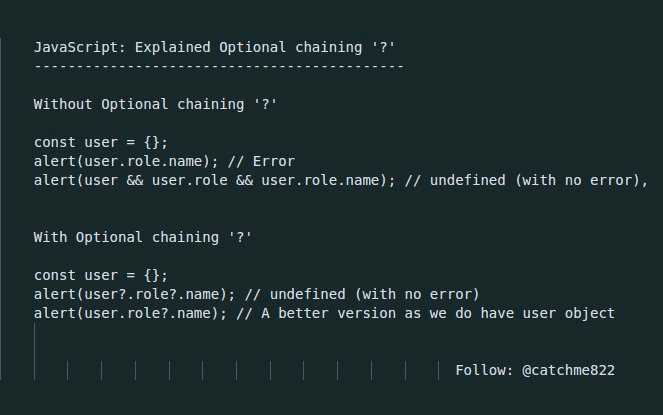 JavaScript: Explained Optional chaining '?'
--------------------------------------------
Without Optional chaining '?'
const user = {};
alert(user.role.name); // Error
alert(user && user.role && user.role.name); // undefined (with no error),
With Optional chaining '?'
const user = {};
alert(user?.role?.name); // undefined (with no error)
alert(user.role?.name); // A better version as we do have user object
Follow: @catchme822